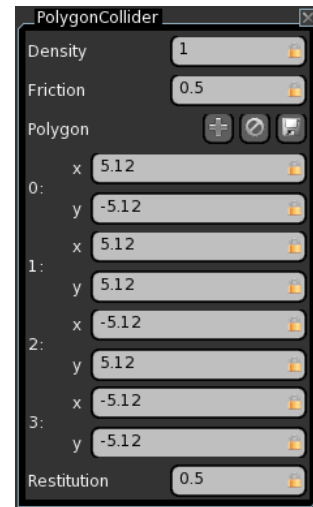 PolygonCollider
Density 1
Friction 0.5
Polygon
0:
x 5.12
y -5.12
1:
x 5.12
y 5.12
2:
x -5.12
y 5.12
3:
x -5.12
y -5.12
Restitution 0.5